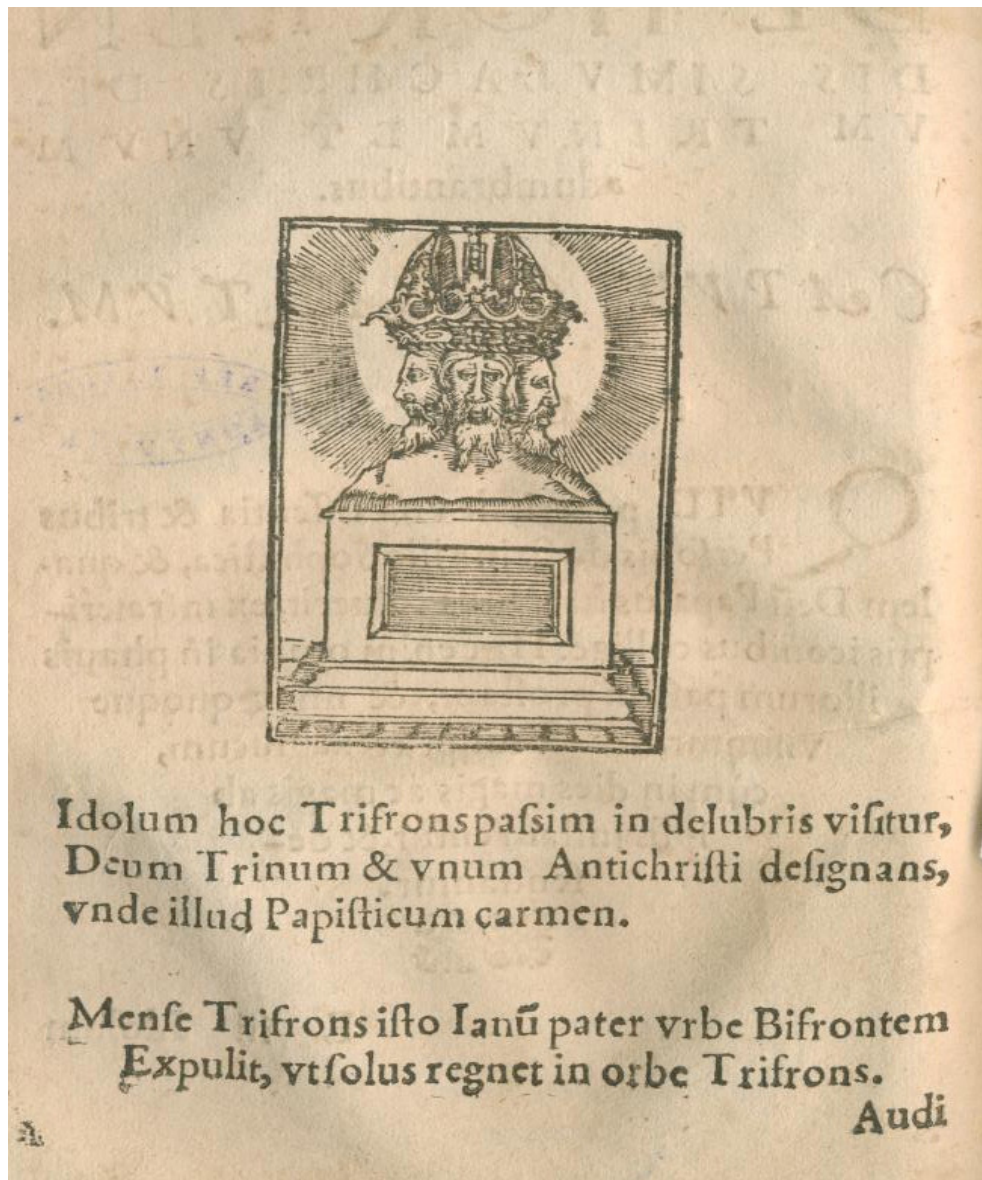 Idolum hoc Trifrons paſsim in delubris viſitur,
Deum Trinum & vnum Antichriſti deſignans,
vnde illud Papiſticum carmen.
Menſe Trifrons iſto Ianū pater vrbe Bifrontem
Expulit, vt ſolus regnet in orbe Trifrons.
Audi